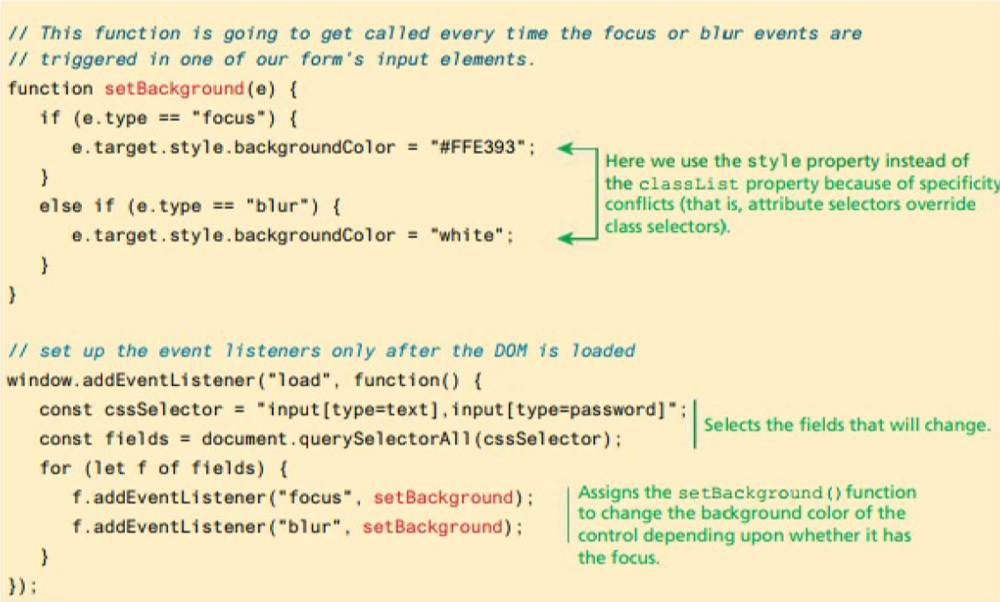 // This function is going to get called every time the focus or blur events are
// triggered in one of our form's input elements.
function setBackground(e) {
   if (e.type == "focus") {
      e.target.style.backgroundColor = "#FFE393";
   }
   else if (e.type == "blur") {
      e.target.style.backgroundColor = "white";
   }
}
Here we use the style property instead of
the classList property because of specificity
conflicts (that is, attribute selectors override
class selectors).
// set up the event listeners only after the DOM is loaded
window.addEventListener("load", function() {
   const cssSelector = "input[type=text],input[type=password]";
   const fields = document.querySelectorAll(cssSelector);
Selects the fields that will change.
   for (let f of fields) {
      f.addEventListener("focus", setBackground);
      f.addEventListener("blur", setBackground);
   }
});
Assigns the setBackground() function
to change the background color of the
control depending upon whether it has
the focus.